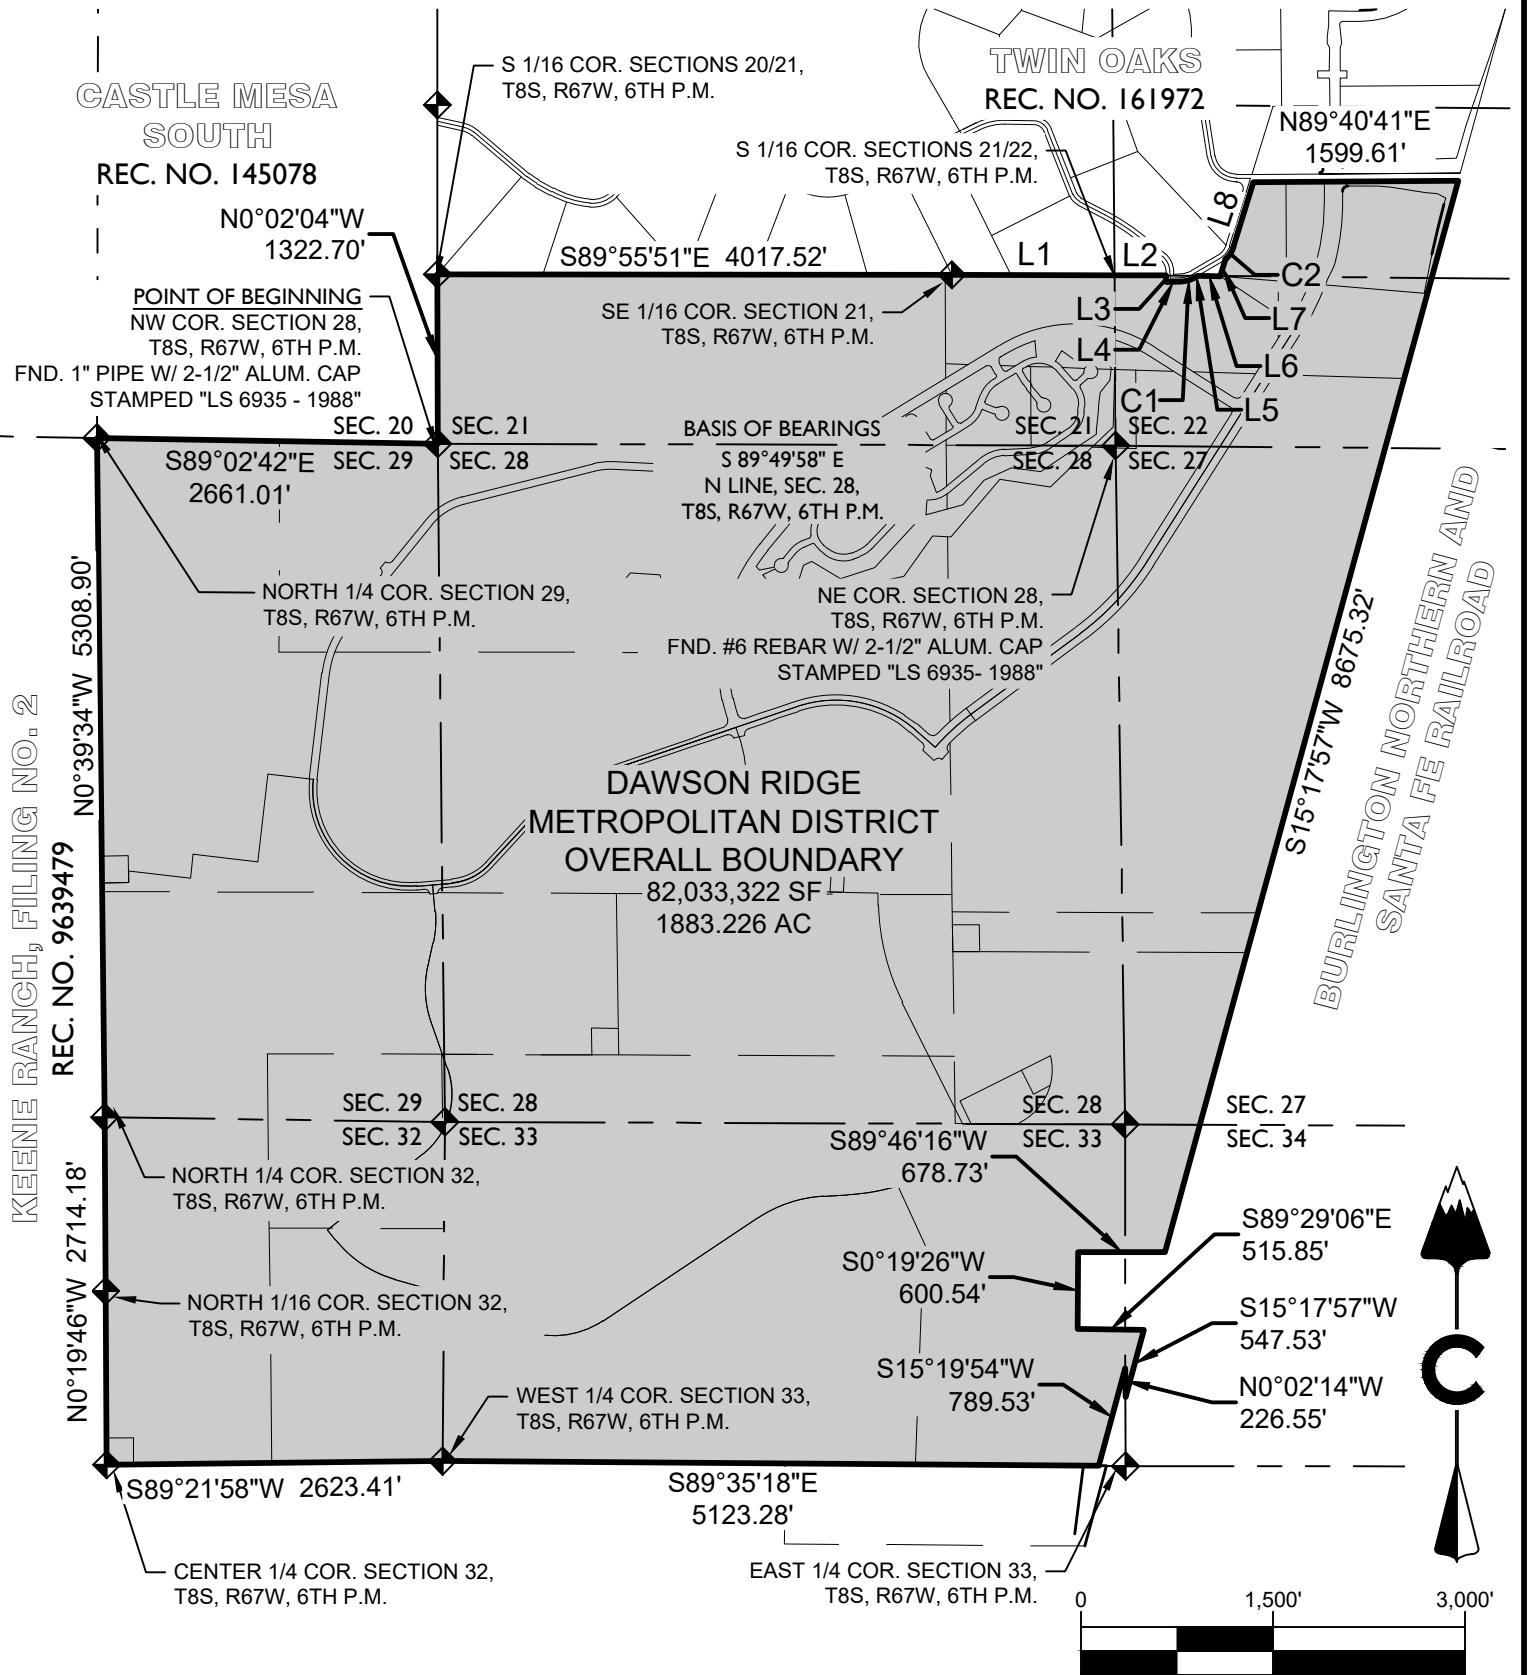 S 1/16 COR. SECTIONS 20/21,
T8S, R67W, 6TH P.M.
TWIN OAKS
REC. NO. 161972
CASTLE MESA
SOUTH
REC. NO. 145078
N89°40'41"E
1599.61'
S 1/16 COR. SECTIONS 21/22,
T8S, R67W, 6TH P.M.
N0°02'04"W
1322.70'
L8
S89°55'51"E 4017.52'
L1
L2
C2
POINT OF BEGINNING
NW COR. SECTION 28,
T8S, R67W, 6TH P.M.
FND. 1" PIPE W/ 2-1/2" ALUM. CAP
STAMPED "LS 6935 - 1988"
SE 1/16 COR. SECTION 21,
T8S, R67W, 6TH P.M.
L3
L7
L4
L6
C1
L5
SEC. 20
SEC. 21
SEC. 29
SEC. 28
BASIS OF BEARINGS
S 89°49'58" E
N LINE, SEC. 28,
T8S, R67W, 6TH P.M.
SEC. 21
SEC. 22
SEC. 28
SEC. 27
S89°02'42"E
2661.01'
NORTH 1/4 COR. SECTION 29,
T8S, R67W, 6TH P.M.
NE COR. SECTION 28,
T8S, R67W, 6TH P.M.
FND. #6 REBAR W/ 2-1/2" ALUM. CAP
STAMPED "LS 6935- 1988"
N0°39'34"W 5308.90'
KEENE RANCH, FILING NO. 2
REC. NO. 9639479
S15°17'57"W 8675.32'
BURLINGTON NORTHERN AND
SANTA FE RAILROAD
DAWSON RIDGE
METROPOLITAN DISTRICT
OVERALL BOUNDARY
82,033,322 SF
1883.226 AC
SEC. 29
SEC. 28
SEC. 32
SEC. 33
SEC. 28
SEC. 27
SEC. 33
SEC. 34
S89°46'16"W
678.73'
NORTH 1/4 COR. SECTION 32,
T8S, R67W, 6TH P.M.
N0°19'46"W 2714.18'
S89°29'06"E
515.85'
S0°19'26"W
600.54'
NORTH 1/16 COR. SECTION 32,
T8S, R67W, 6TH P.M.
S15°17'57"W
547.53'
S15°19'54"W
789.53'
N0°02'14"W
226.55'
C
WEST 1/4 COR. SECTION 33,
T8S, R67W, 6TH P.M.
S89°21'58"W 2623.41'
S89°35'18"E
5123.28'
CENTER 1/4 COR. SECTION 32,
T8S, R67W, 6TH P.M.
EAST 1/4 COR. SECTION 33,
T8S, R67W, 6TH P.M.
0
1,500'
3,000'